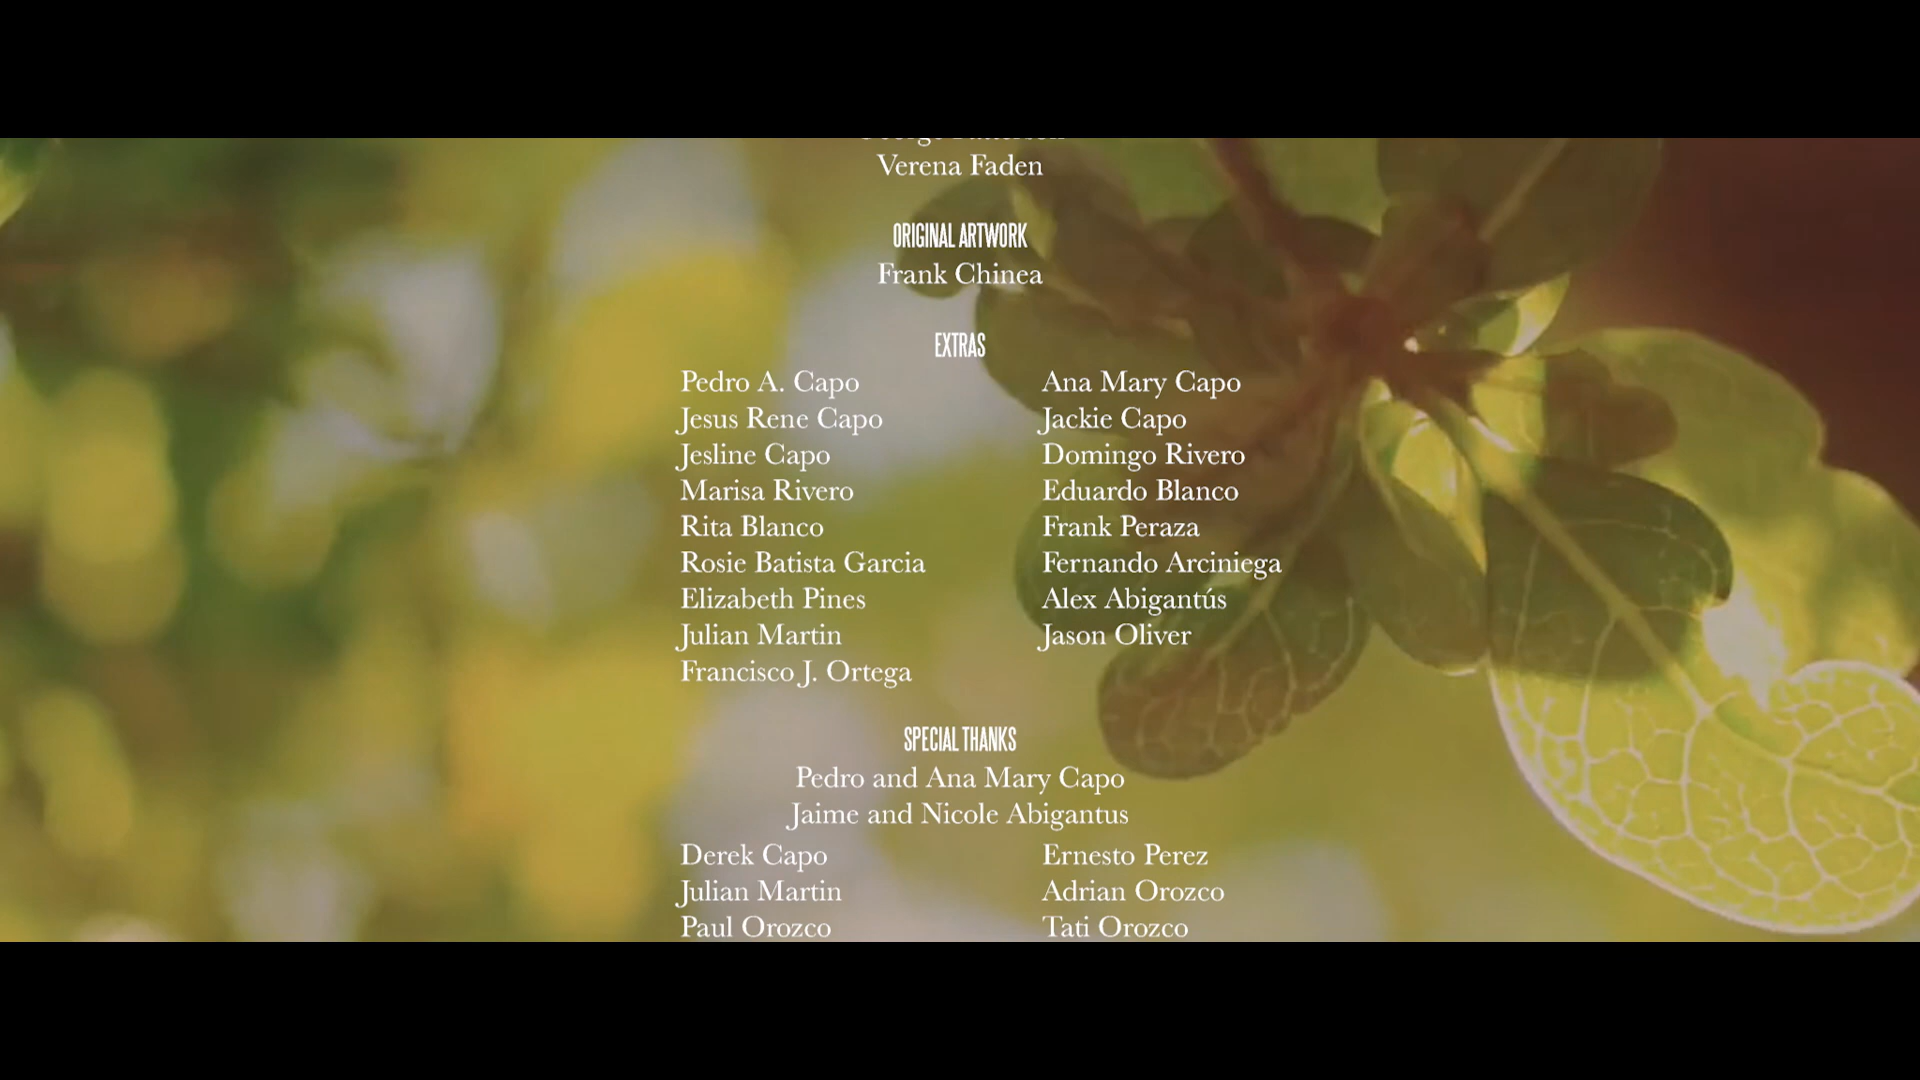 Verena Faden
ORIGINAL ARTWORK
Frank Chinea
EXTRAS
Pedro A. Capo
Ana Mary Capo
Jesus Rene Capo
Jackie Capo
Jesline Capo
Domingo Rivero
Marisa Rivero
Eduardo Blanco
Rita Blanco
Frank Peraza
Rosie Batista Garcia
Fernando Arciniega
Elizabeth Pines
Alex Abigantús
Julian Martin
Jason Oliver
Francisco J. Ortega
SPECIAL THANKS
Pedro and Ana Mary Capo
Jaime and Nicole Abigantus
Derek Capo
Ernesto Perez
Julian Martin
Adrian Orozco
Paul Orozco
Tati Orozco